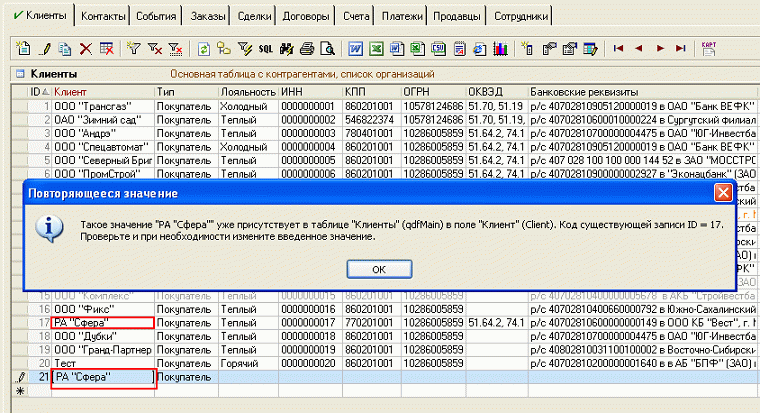 Клиенты Контакты События Заказы Сделки Договоры Счета Платежи Продавцы Сотрудники
SQL W X W CSU КАРТ
Клиенты Основная таблица с контрагентами, список организаций
ID Клиент Тип Лояльность ИНН КПП ОГРН ОКВЭД Банковские реквизиты
1 ООО "Трансгаз" Покупатель Холодный 0000000001 860201001 10578124686 51.70, 51.19 р/с 40702810905120000019 в ОАО "Банк ВЕФК"
2 ОАО "Зимний сад" Покупатель Теплый 0000000002 546822374 10578124686 51.70, 51.19, р/с 40702810600010000224 в Сургутский филиал
3 ООО "Андрэ" Покупатель Теплый 0000000003 780401001 10286005859 51.64.2, 74.1 р/с 40702810700000004475 в ОАО "ЮГ-Инвестба
4 ООО "Спецавтомат" Покупатель Холодный 0000000004 860201001 10286005859 51.70, 51.19 р/с 40702810905120000019 в ОАО "Банк ВЕФК"
5 ООО "Северный Бриг Покупатель Теплый 0000000005 860201001 10286005859 51.64.2, 74.1 р/с 407 028 100 100 000 144 52 в ЗАО "МОССТРО
6 ООО "ПромСтрой" Покупатель Теплый 0000000006 860201001 10286005859 51.64.2, 74.1 р/с 40702810900000002927 в "Эконацбанк" (ЗАО)
Повторяющееся значение
Такое значение "РА "Сфера"" уже присутствует в таблице "Клиенты" (qdfMain) в поле "Клиент" (Client). Код существующей записи ID = 17.
Проверьте и при необходимости измените введенное значение.
OK
15 ООО "Комплекс" Покупатель Теплый 0000000015 860201001 10286005859 р/с 40702810400000005678 в АКБ "Стройвестба
16 ООО "Фикс" Покупатель Теплый 0000000016 860201001 10286005859 р/с 40702810400660000792 в Южно-Сахалинский
17 РА "Сфера" Покупатель Теплый 0000000017 770201001 10286005859 51.64.2, 74.1 р/с 40702810600000000149 в ООО КБ "Вест", г.
18 ООО "Дубки" Покупатель Теплый 0000000018 860201001 10286005859 р/с 40702810700000004475 в ОАО "ЮГ-Инвестба
19 ООО "Гранд-Партнер Покупатель Теплый 0000000019 860201001 10286005859 р/с 40802810031100100002 в Восточно-Сибирски
20 Тест Покупатель Горячий 0000000020 860201001 10286005859 р/с 40702810200000001640 в в АБ "БПФ" (ЗАО)
21 РА "Сфера" Покупатель